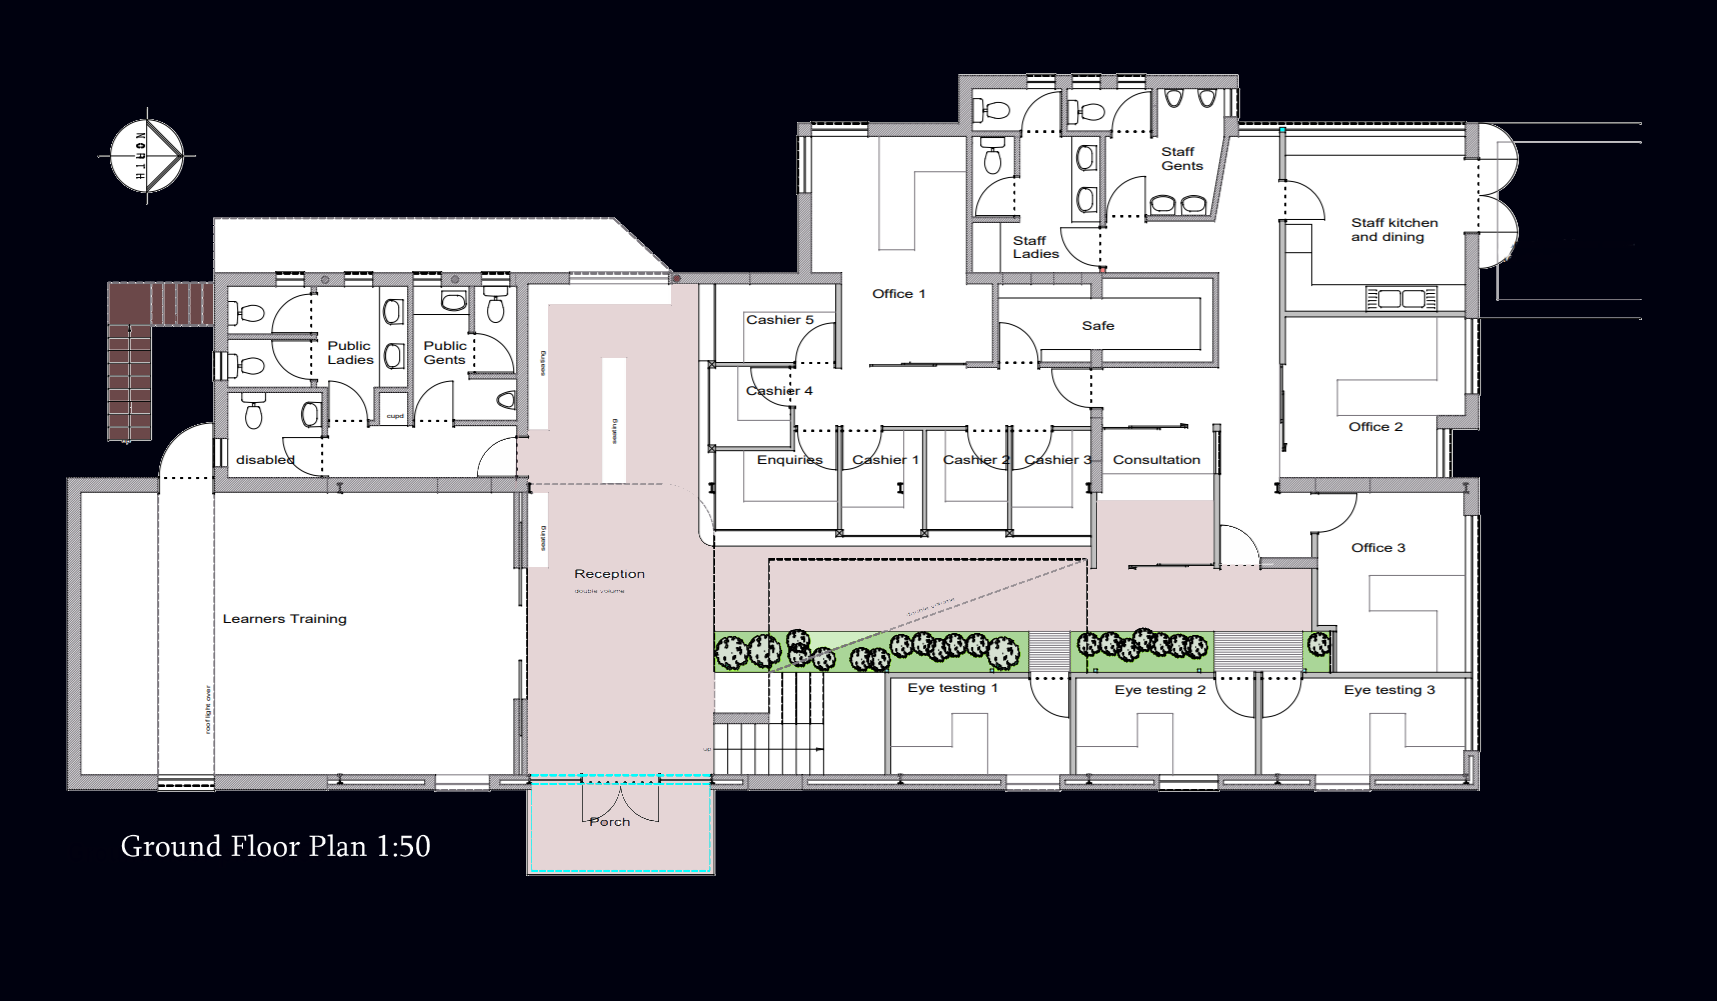 NORTH
Staff
Gents
Staff kitchen
and dining
Staff
Ladies
Office 1
Safe
Cashier 5
Public
Ladies
Public
Gents
seating
Cashier 4
cupd
seating
Office 2
disabled
Enquiries
Cashier 1
Cashier 2
Cashier 3
Consultation
seating
Office 3
Reception
double volume
Learners Training
roof light over
Eye testing 1
Eye testing 2
Eye testing 3
up
Porch
Ground Floor Plan 1:50